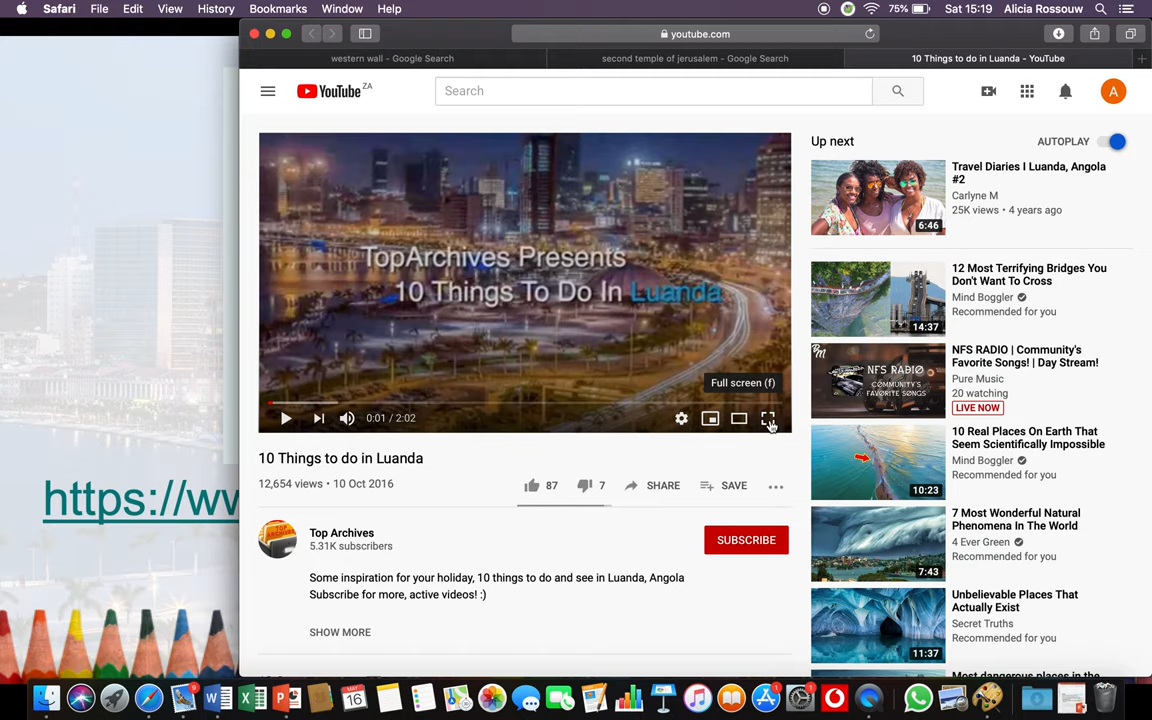 Safari File Edit View History Bookmarks Window Help 75% Sat 15:19 Alicia Rossouw
youtube.com
western wall - Google Search second temple of jerusalem - Google Search 10 Things to do in Luanda - YouTube
YouTube ZA Search A
TopArchives Presents
10 Things To Do In Luanda
Full screen (f)
0:01 / 2:02
10 Things to do in Luanda
12,654 views • 10 Oct 2016 87 7 SHARE SAVE
Top Archives
5.31K subscribers
SUBSCRIBE
Some inspiration for your holiday, 10 things to do and see in Luanda, Angola
Subscribe for more, active videos! :)
SHOW MORE
Up next AUTOPLAY
Travel Diaries I Luanda, Angola
#2
Carlyne M
25K views • 4 years ago
6:46
12 Most Terrifying Bridges You
Don't Want To Cross
Mind Boggler
Recommended for you
14:37
NFS RADIO | Community's
Favorite Songs! | Day Stream!
Pure Music
20 watching
LIVE NOW
BM
NFS RADIO
COMMUNITY'S
FAVORITE SONGS
10 Real Places On Earth That
Seem Scientifically Impossible
Mind Boggler
Recommended for you
10:23
7 Most Wonderful Natural
Phenomena In The World
4 Ever Green
Recommended for you
7:43
Unbelievable Places That
Actually Exist
Secret Truths
Recommended for you
11:37
Most dangerous places in the
https://ww